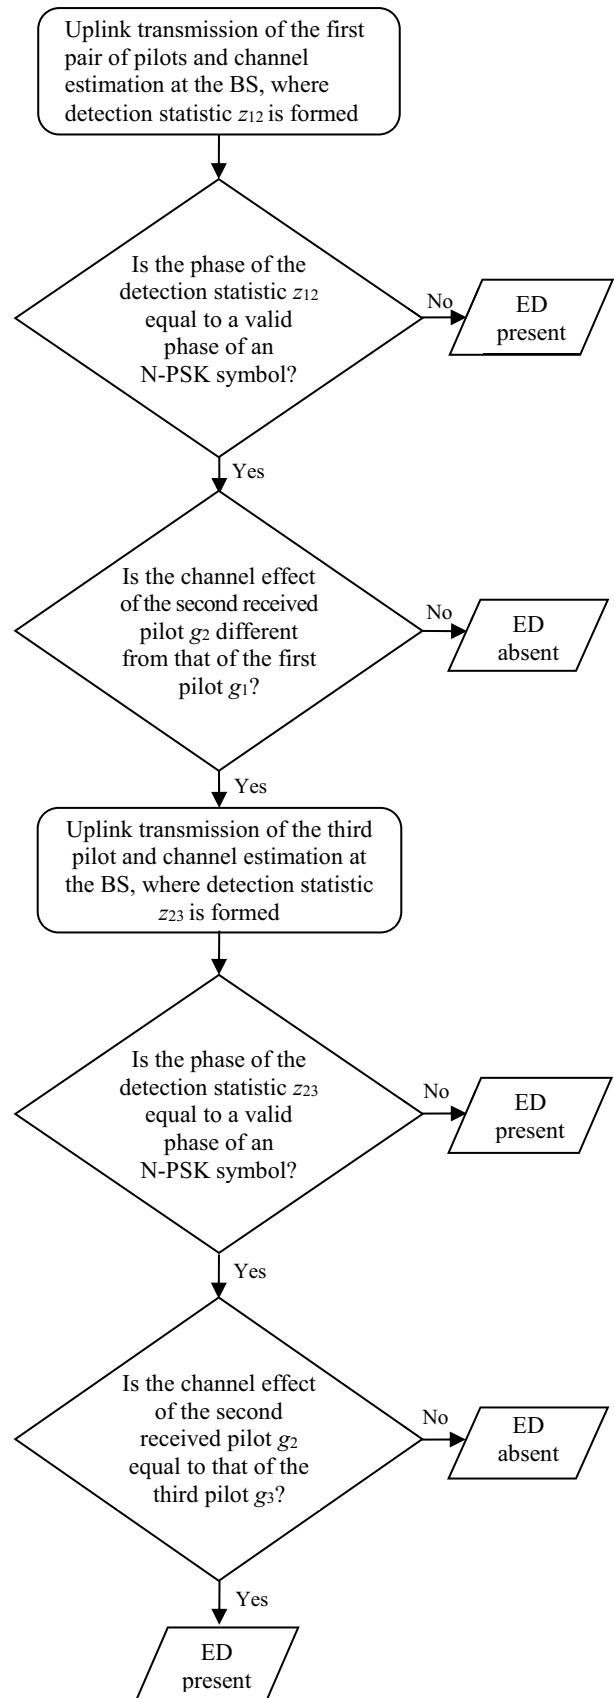 Uplink transmission of the first
pair of pilots and channel
estimation at the BS, where
detection statistic z12 is formed
Is the phase of the
detection statistic z12
equal to a valid
phase of an
N-PSK symbol?
No
ED
present
Yes
Is the channel effect
of the second received
pilot g2 different
from that of the first
pilot g1?
No
ED
absent
Yes
Uplink transmission of the third
pilot and channel estimation at
the BS, where detection statistic
z23 is formed
Is the phase of the
detection statistic z23
equal to a valid
phase of an
N-PSK symbol?
No
ED
present
Yes
Is the channel effect
of the second
received pilot g2
equal to that of the
third pilot g3?
No
ED
absent
Yes
ED
present